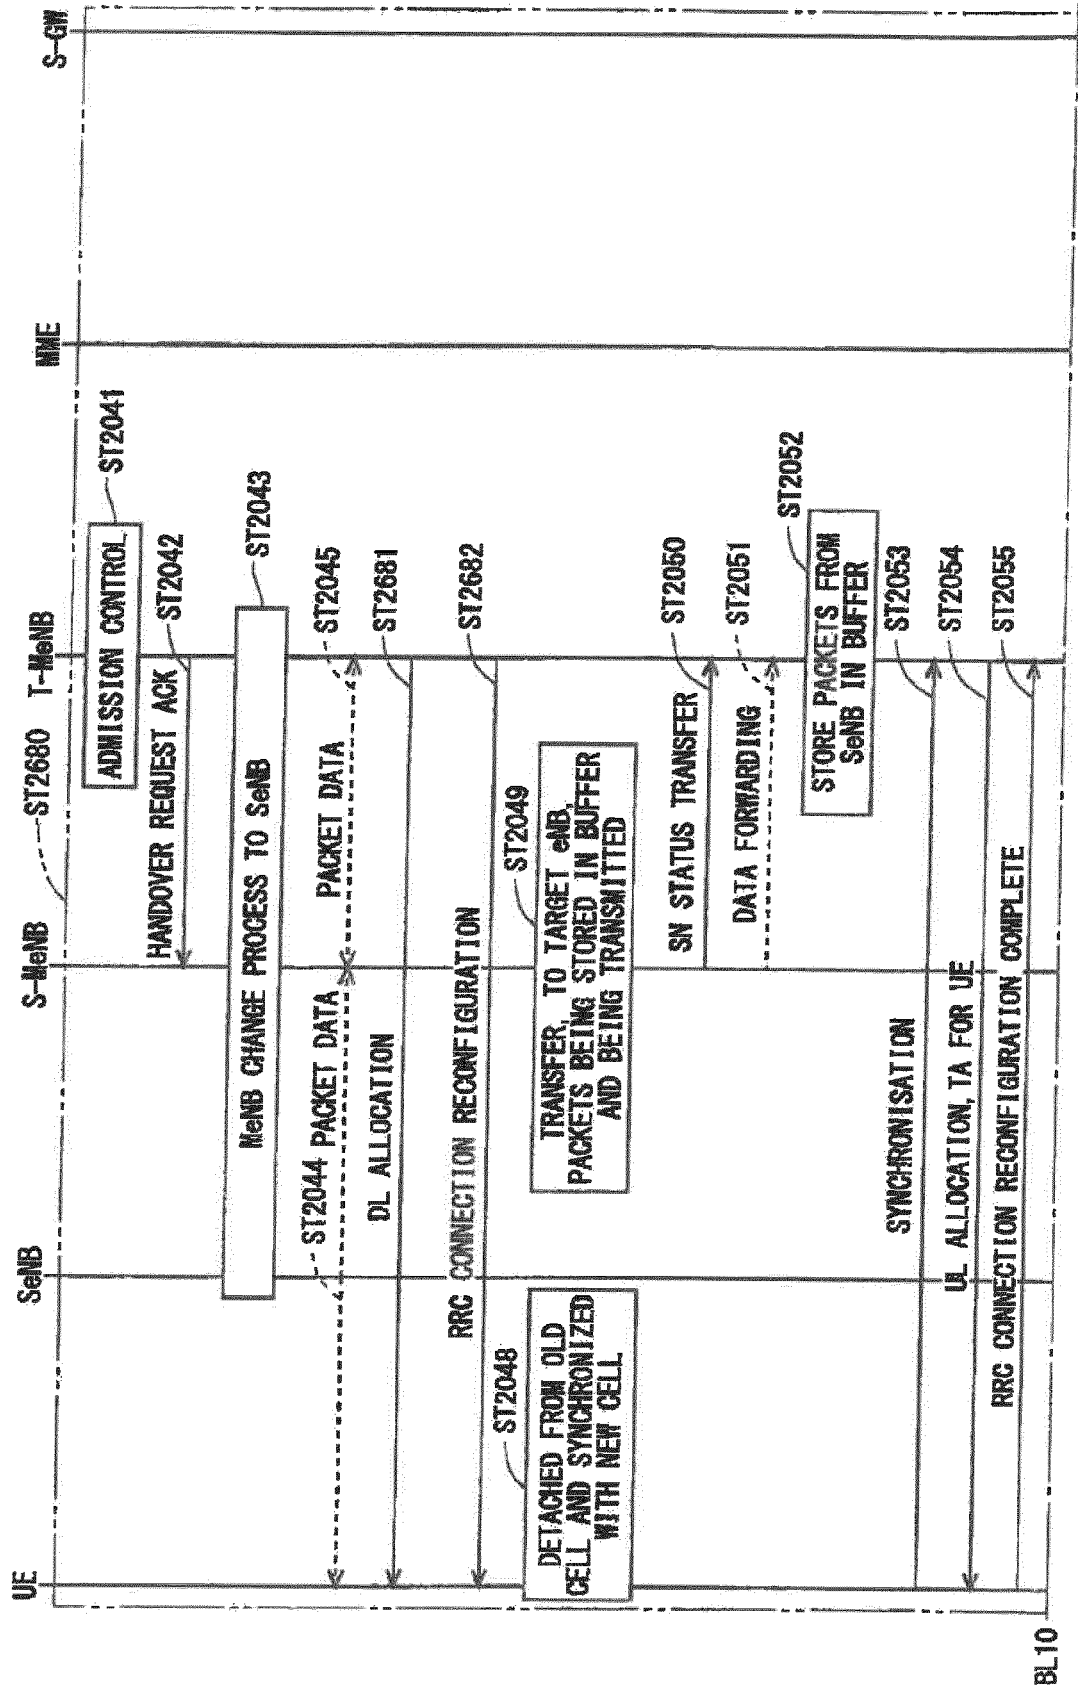 UE
SeNB
S-MeNB
ST2680
T-MeNB
MME
S-GW
ADMISSION CONTROL
ST2041
HANDOVER REQUEST ACK
ST2042
MeNB CHANGE PROCESS TO SeNB
ST2043
ST2044 PACKET DATA
PACKET DATA
ST2045
DL ALLOCATION
ST2681
RRC CONNECTION RECONFIGURATION
ST2682
ST2048
DETACHED FROM OLD
CELL AND SYNCHRONIZED
WITH NEW CELL
ST2049
TRANSFER, TO TARGET eNB,
PACKETS BEING STORED IN BUFFER
AND BEING TRANSMITTED
SN STATUS TRANSFER
ST2050
DATA FORWARDING
ST2051
ST2052
STORE PACKETS FROM
SeNB IN BUFFER
SYNCHRONISATION
ST2053
UL ALLOCATION, TA FOR UE
ST2054
RRC CONNECTION RECONFIGURATION COMPLETE
ST2055
BL10